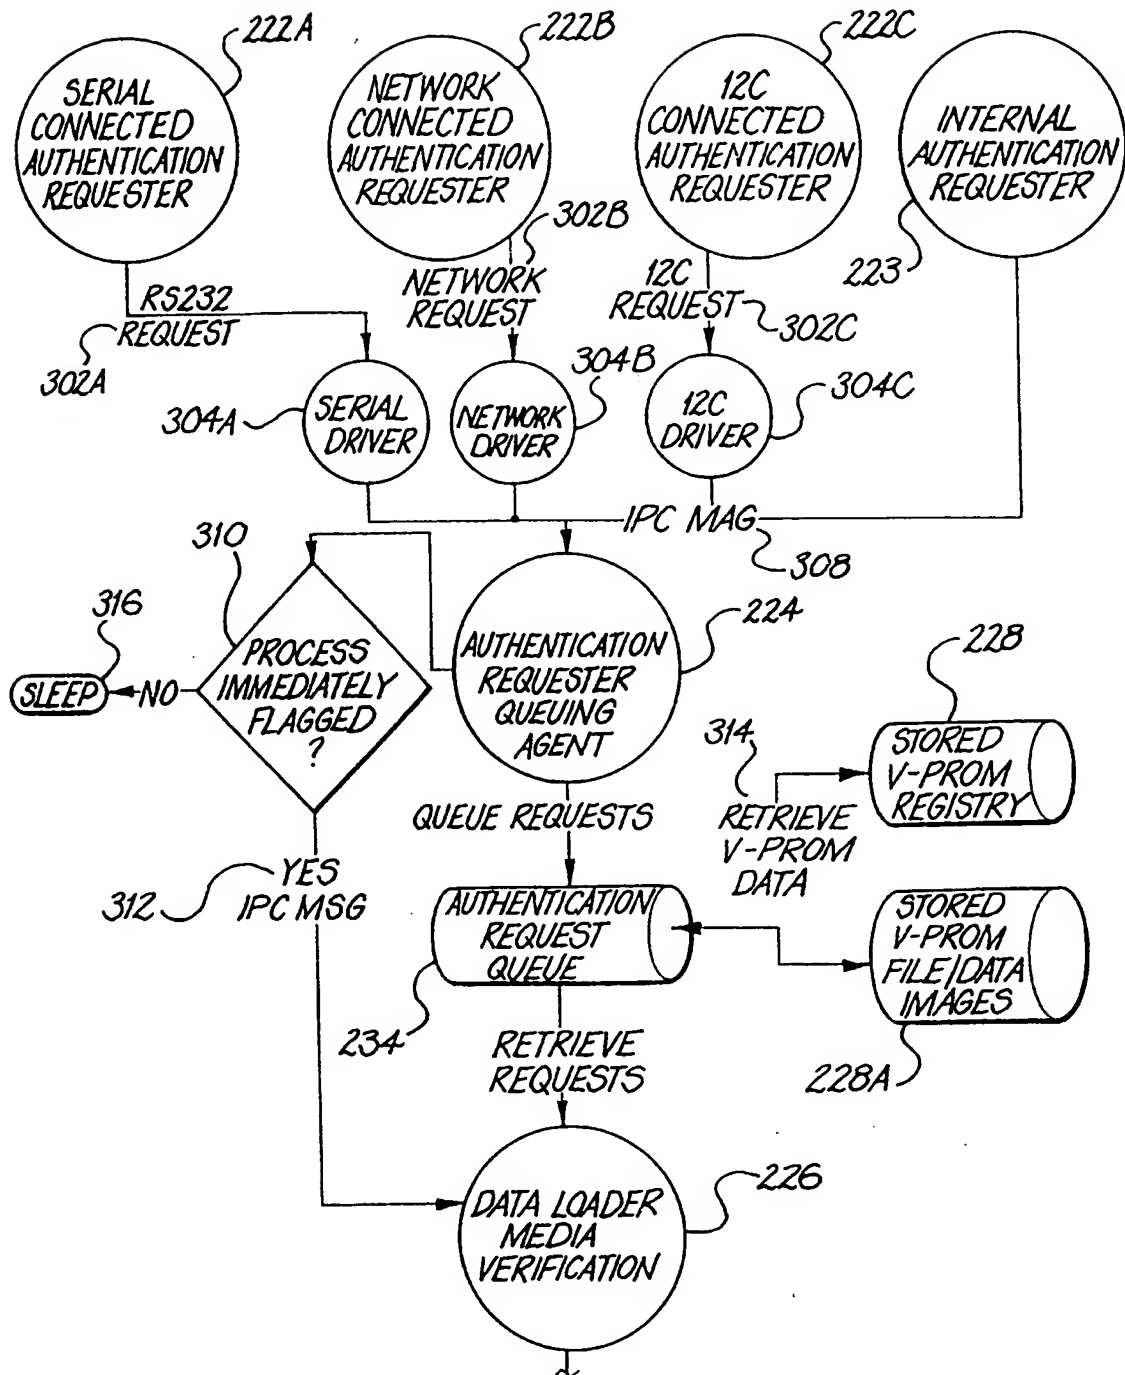 222A
222B
222C
SERIAL
CONNECTED
AUTHENTICATION
REQUESTER
NETWORK
CONNECTED
AUTHENTICATION
REQUESTER
12C
CONNECTED
AUTHENTICATION
REQUESTER
INTERNAL
AUTHENTICATION
REQUESTER
223
RS232
REQUEST
302A
302B
NETWORK
REQUEST
12C
REQUEST
302C
304A
SERIAL
DRIVER
304B
NETWORK
DRIVER
304C
12C
DRIVER
IPC MAG
308
310
316
SLEEP
NO
PROCESS
IMMEDIATELY
FLAGGED
?
224
AUTHENTICATION
REQUESTER
QUEUING
AGENT
228
STORED
V-PROM
REGISTRY
314
RETRIEVE
V-PROM
DATA
QUEUE REQUESTS
312
YES
IPC MSG
AUTHENTICATION
REQUEST
QUEUE
234
STORED
V-PROM
FILE/DATA
IMAGES
228A
RETRIEVE
REQUESTS
226
DATA LOADER
MEDIA
VERIFICATION